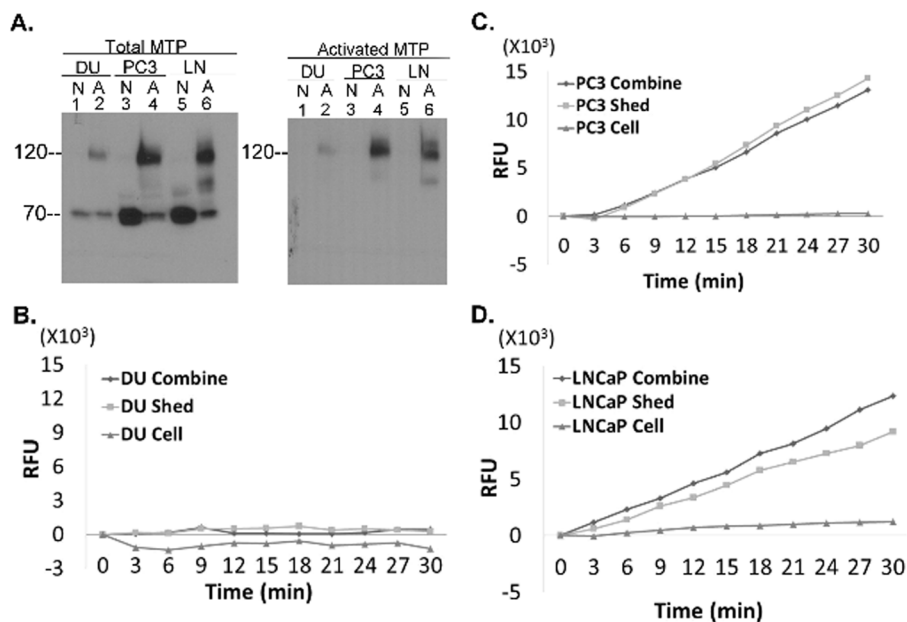 A.
Total MTP
DU PC3 LN
N A N A N A
1 2 3 4 5 6
120--
70--
Activated MTP
DU PC3 LN
N A N A N A
1 2 3 4 5 6
120--
B.
(X10³)
15
12
9
6
3
0
-3
RFU
DU Combine
DU Shed
DU Cell
0 3 6 9 12 15 18 21 24 27 30
Time (min)
C.
(X10³)
15
10
5
0
-5
RFU
PC3 Combine
PC3 Shed
PC3 Cell
0 3 6 9 12 15 18 21 24 27 30
Time (min)
D.
(X10³)
15
10
5
0
-5
RFU
LNCaP Combine
LNCaP Shed
LNCaP Cell
0 3 6 9 12 15 18 21 24 27 30
Time (min)